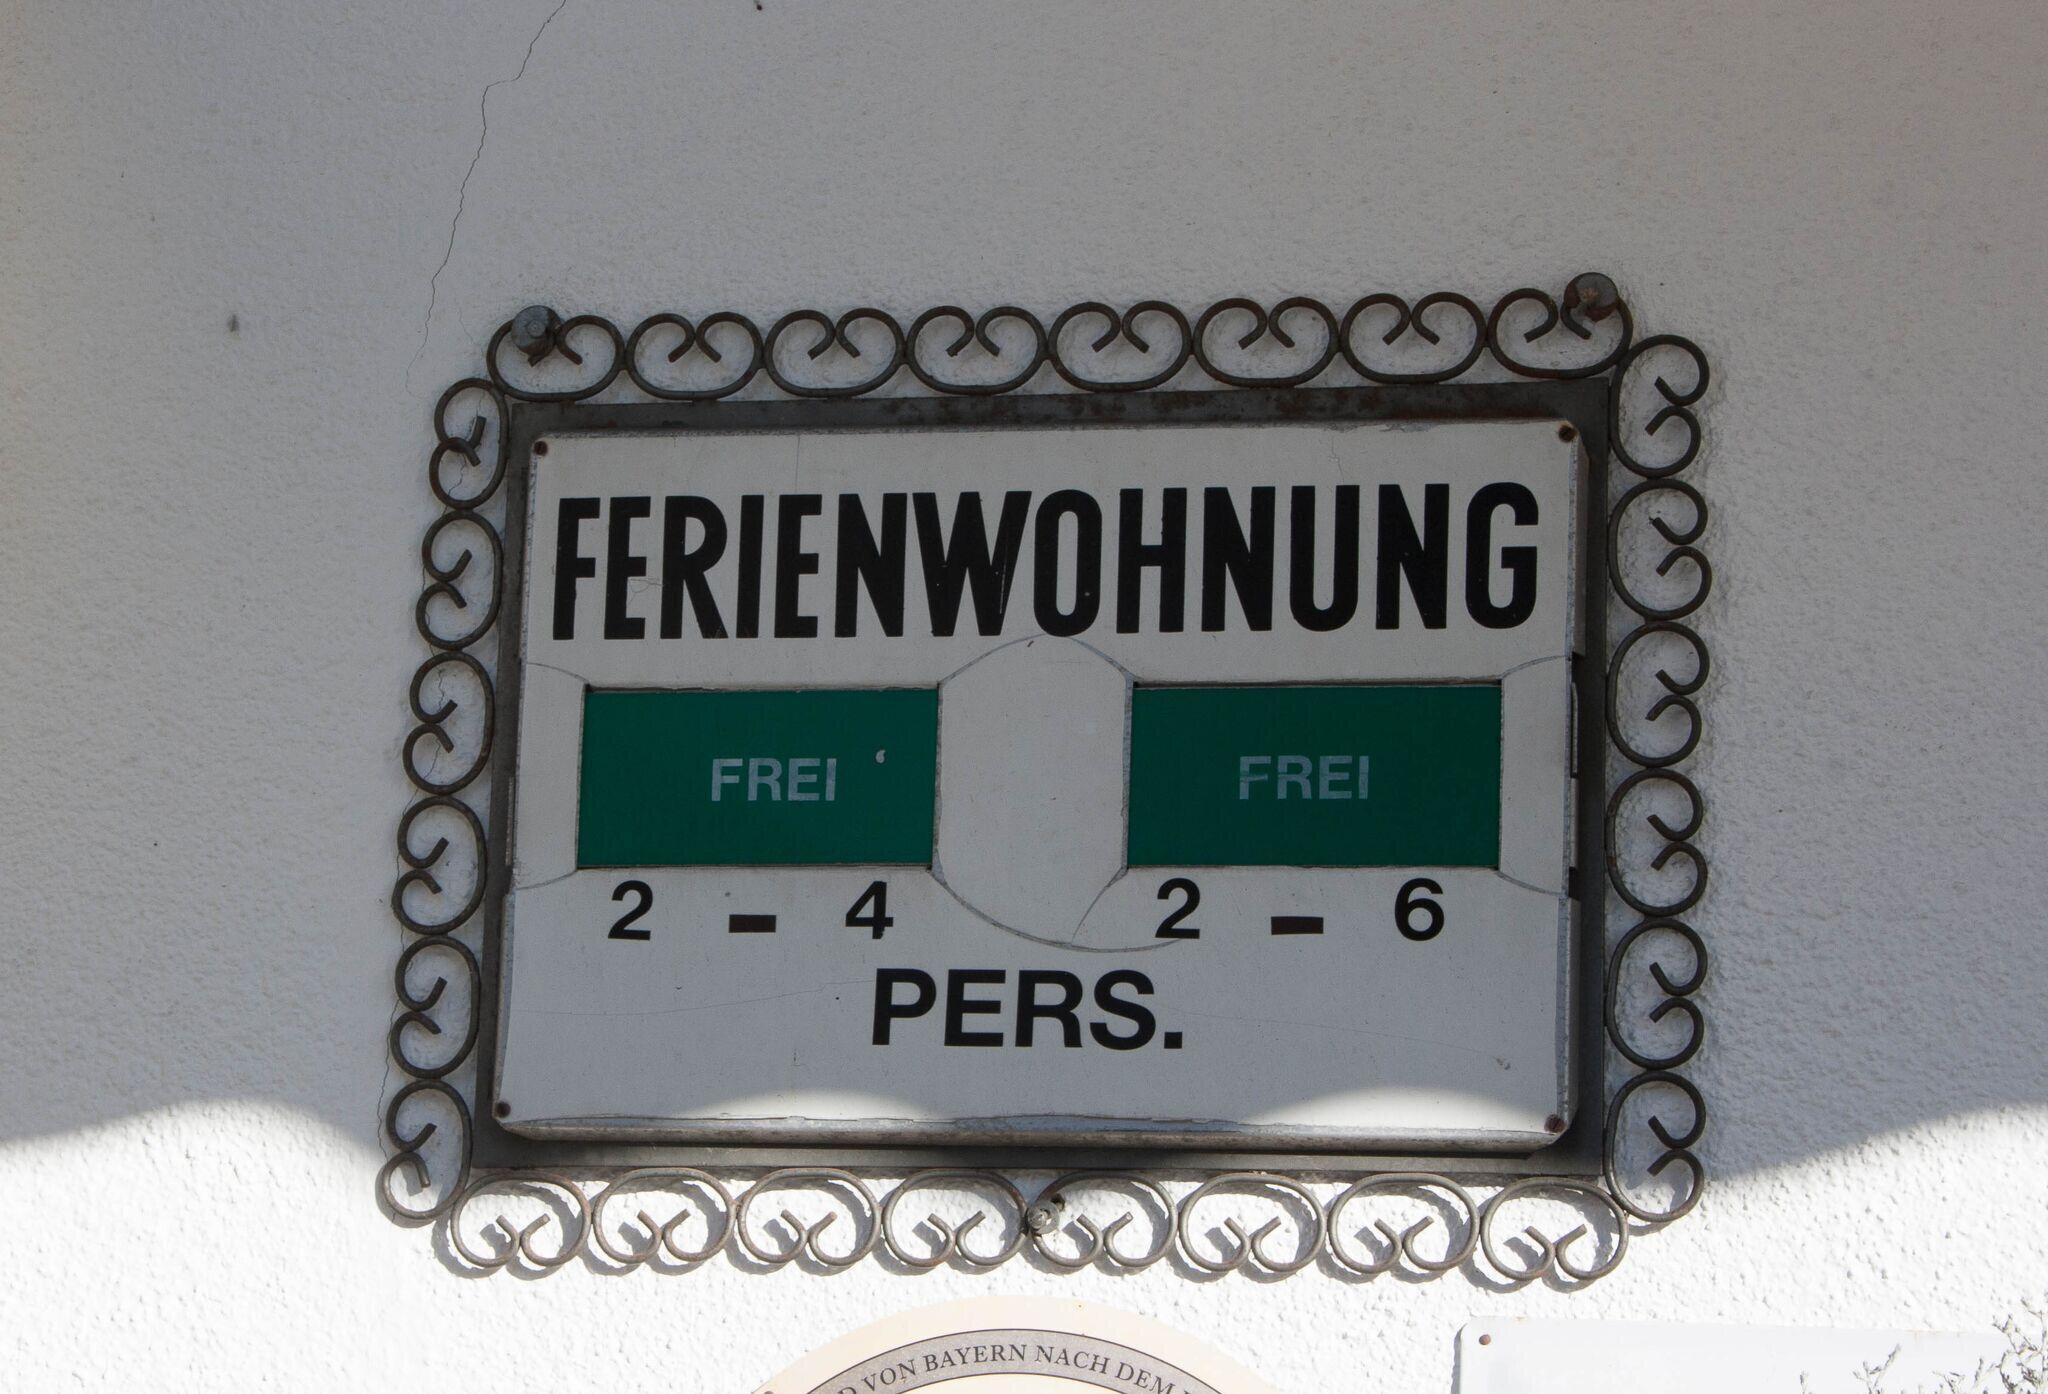 FERIENWOHNUNG
FREI FREI
2 - 4 2 - 6
PERS.
VON BAYERN NACH DEM